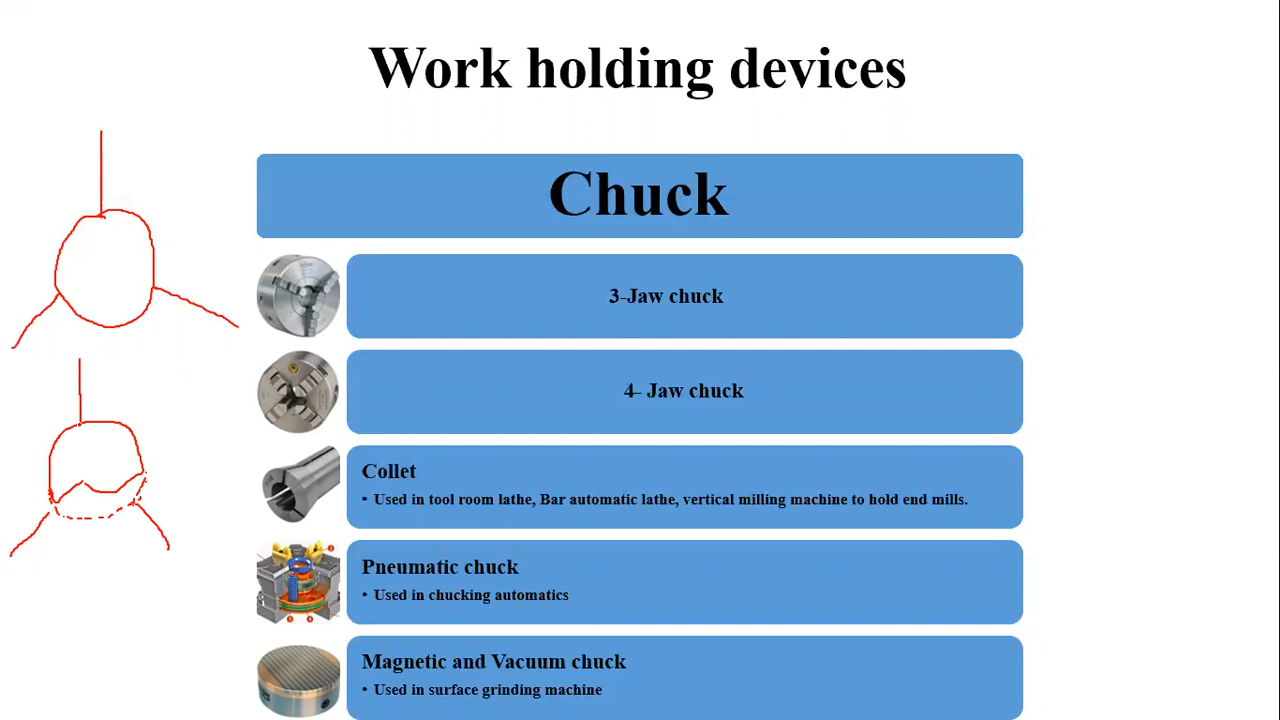 Work holding devices
Chuck
3-Jaw chuck
4- Jaw chuck
Collet
• Used in tool room lathe, Bar automatic lathe, vertical milling machine to hold end mills.
Pneumatic chuck
• Used in chucking automatics
Magnetic and Vacuum chuck
• Used in surface grinding machine